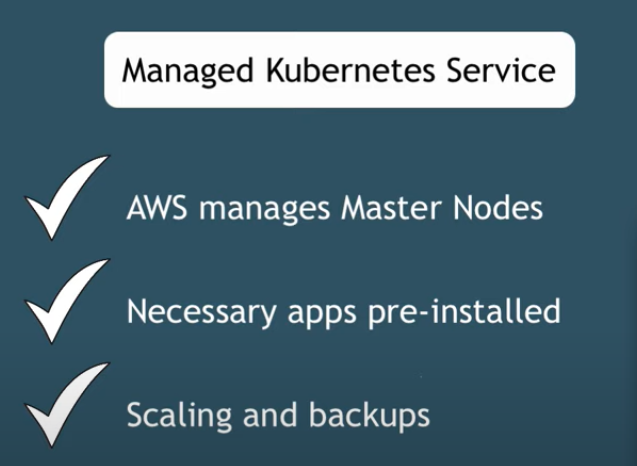 Managed Kubernetes Service
AWS manages Master Nodes
Necessary apps pre-installed
Scaling and backups